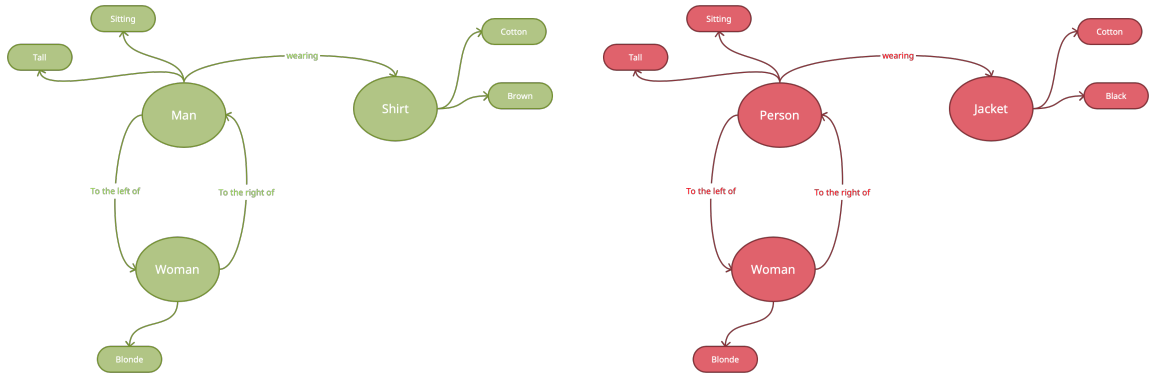 Sitting
Tall
wearing
Cotton
Brown
Man
Shirt
To the left of
To the right of
Woman
Blonde
Sitting
Tall
wearing
Cotton
Black
Person
Jacket
To the left of
To the right of
Woman
Blonde